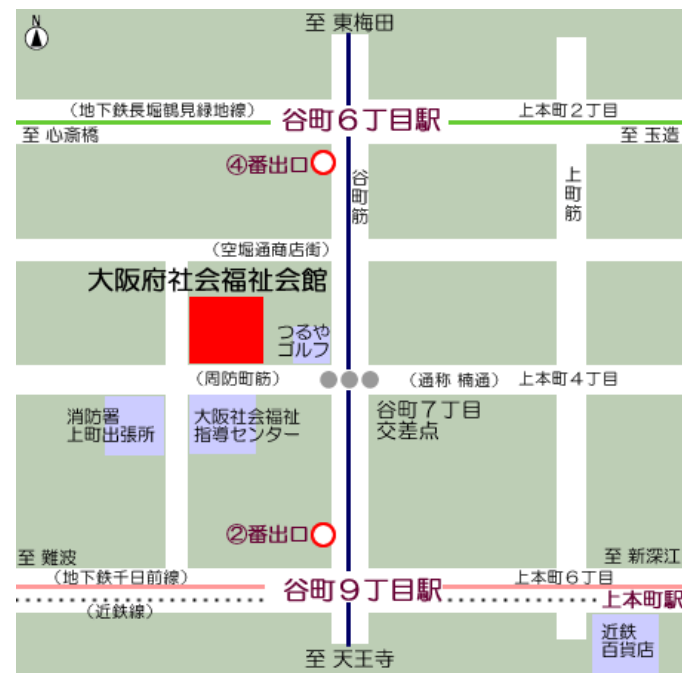 N
至 東梅田
（地下鉄長堀鶴見緑地線）
谷町６丁目駅
上本町２丁目
至 心斎橋
至 玉造
④番出口
谷町筋
上町筋
（空堀通商店街）
大阪府社会福祉会館
つるや
ゴルフ
（周防町筋）
（通称 楠通）
上本町４丁目
消防署
上町出張所
大阪社会福祉
指導センター
谷町７丁目
交差点
②番出口
至 難波
至 新深江
（地下鉄千日前線）
谷町９丁目駅
上本町６丁目
（近鉄線）
上本町駅
近鉄
百貨店
至 天王寺